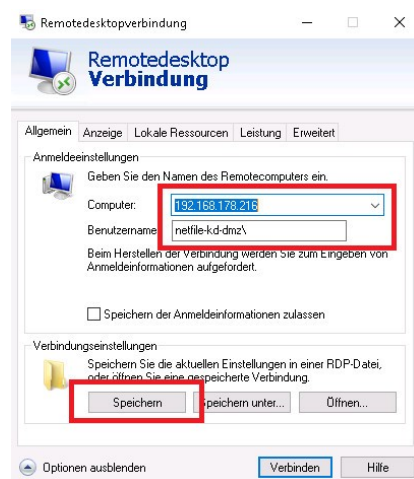 Remotedesktopverbindung
Remotedesktop
Verbindung
Allgemein Anzeige Lokale Ressourcen Leistung Erweitert
Anmeldeeinstellungen
Geben Sie den Namen des Remotecomputers ein.
Computer: 192.168.178.216
Benutzername netfile-kd-dmz\
Beim Herstellen der Verbindung werden Sie zum Eingeben von
Anmeldeinformationen aufgefordert.
Speichern der Anmeldeinformationen zulassen
Verbindungseinstellungen
Speichern Sie die aktuellen Einstellungen in einer RDP-Datei,
oder öffnen Sie eine gespeicherte Verbindung.
Speichern Speichern unter... Öffnen...
Optionen ausblenden Verbinden Hilfe